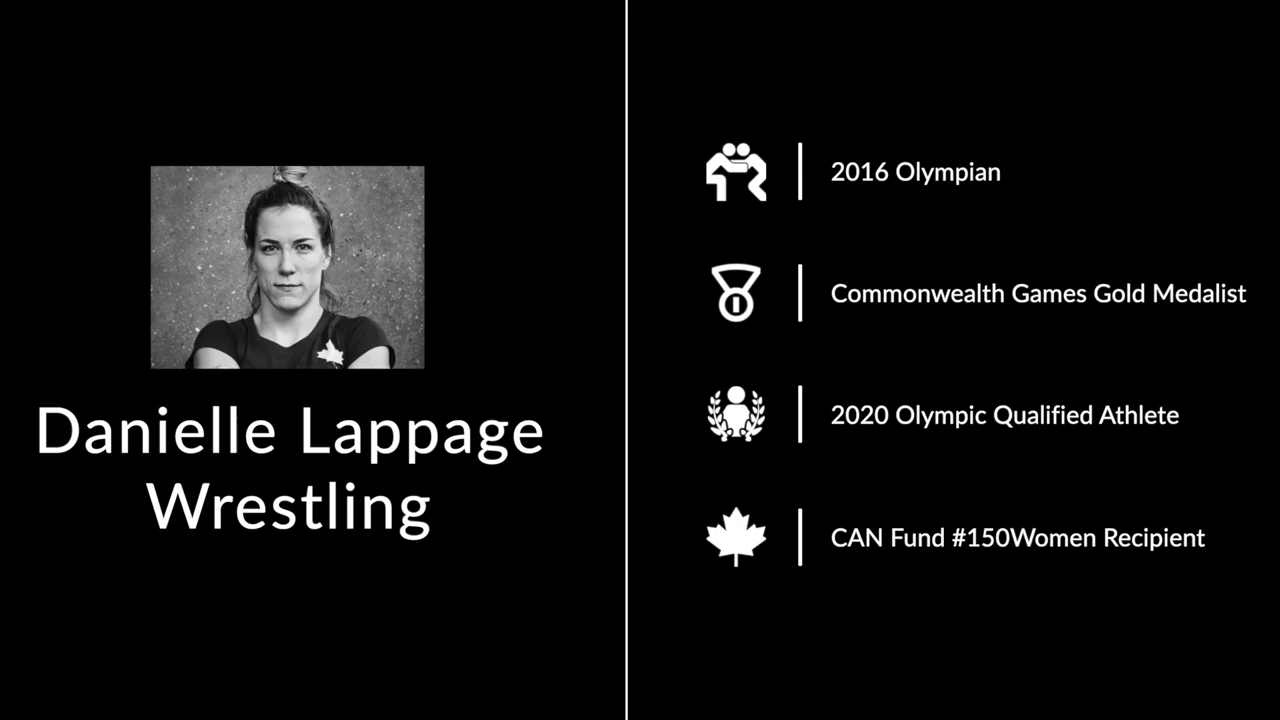 Danielle Lappage
Wrestling
2016 Olympian
Commonwealth Games Gold Medalist
2020 Olympic Qualified Athlete
CAN Fund #150Women Recipient